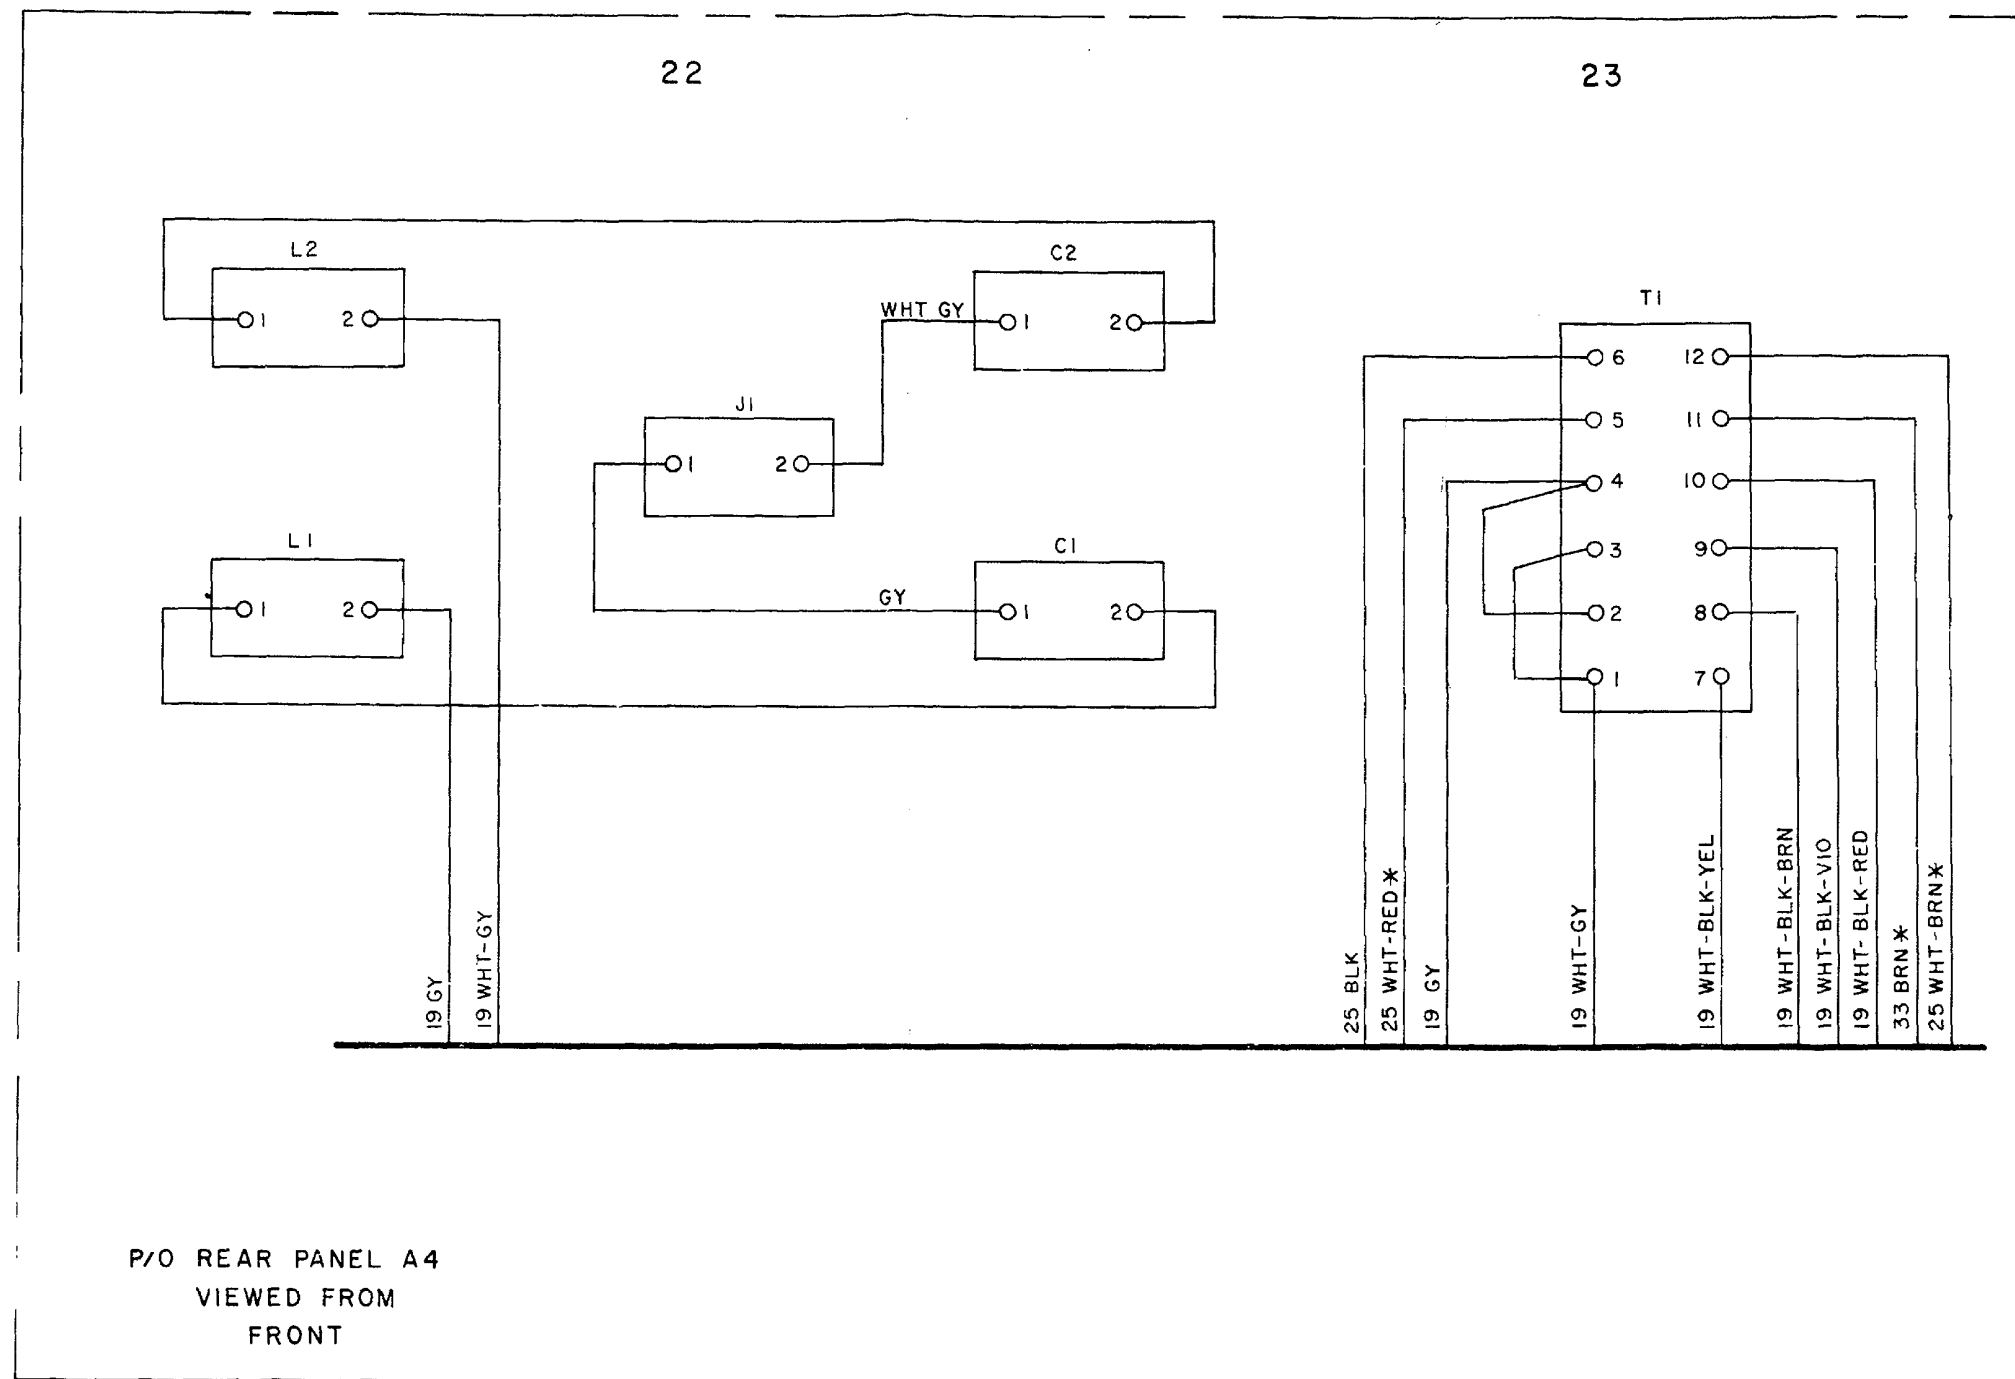 22
23
L2
1 2
C2
WHT GY
1 2
J1
1 2
L1
1 2
C1
GY
1 2
T1
6 12
5 11
4 10
3 9
2 8
1 7
19 GY
19 WHT-GY
25 BLK
25 WHT-RED*
19 GY
19 WHT-GY
19 WHT-BLK-YEL
19 WHT-BLK-BRN
19 WHT-BLK-VIO
19 WHT-BLK-RED
33 BRN*
25 WHT-BRN*
P/O REAR PANEL A4
VIEWED FROM
FRONT